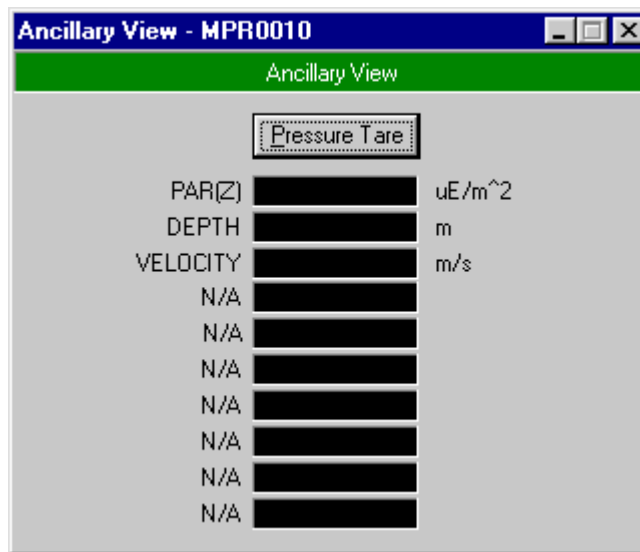 Ancillary View - MPR0010
Ancillary View
Pressure Tare
PAR(Z) uE/m^2
DEPTH m
VELOCITY m/s
N/A
N/A
N/A
N/A
N/A
N/A
N/A